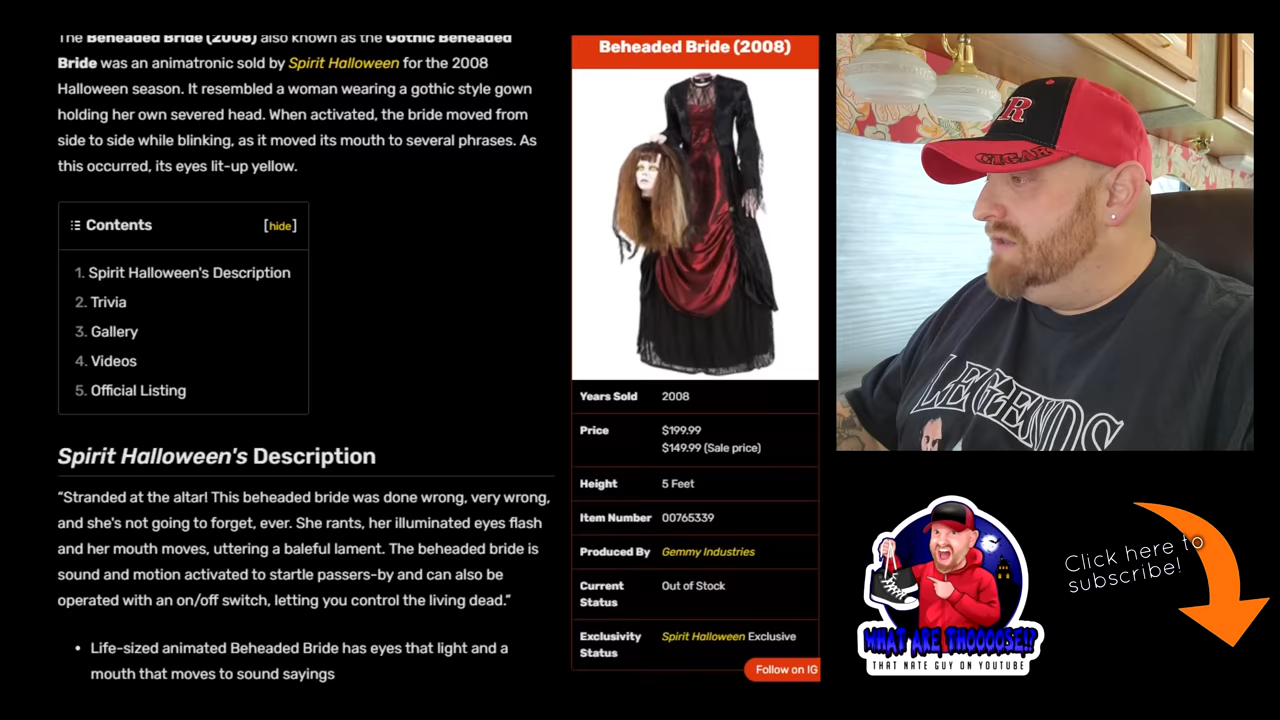 The Beheaded Bride (2008) also known as the Gothic Beheaded
Bride was an animatronic sold by Spirit Halloween for the 2008
Halloween season. It resembled a woman wearing a gothic style gown
holding her own severed head. When activated, the bride moved from
side to side while blinking, as it moved its mouth to several phrases. As
this occurred, its eyes lit-up yellow.
Contents [hide]
1. Spirit Halloween's Description
2. Trivia
3. Gallery
4. Videos
5. Official Listing
Spirit Halloween's Description
“Stranded at the altar! This beheaded bride was done wrong, very wrong,
and she's not going to forget, ever. She rants, her illuminated eyes flash
and her mouth moves, uttering a baleful lament. The beheaded bride is
sound and motion activated to startle passers-by and can also be
operated with an on/off switch, letting you control the living dead.”
• Life-sized animated Beheaded Bride has eyes that light and a
mouth that moves to sound sayings
Beheaded Bride (2008)
Years Sold 2008
Price $199.99
$149.99 (Sale price)
Height 5 Feet
Item Number 00765339
Produced By Gemmy Industries
Current Out of Stock
Status
Exclusivity Spirit Halloween Exclusive
Status
Follow on IG
R
CIGAR
LEGENDS
WHAT ARE THOOOOSE!?
THAT NATE GUY ON YOUTUBE
Click here to
subscribe!